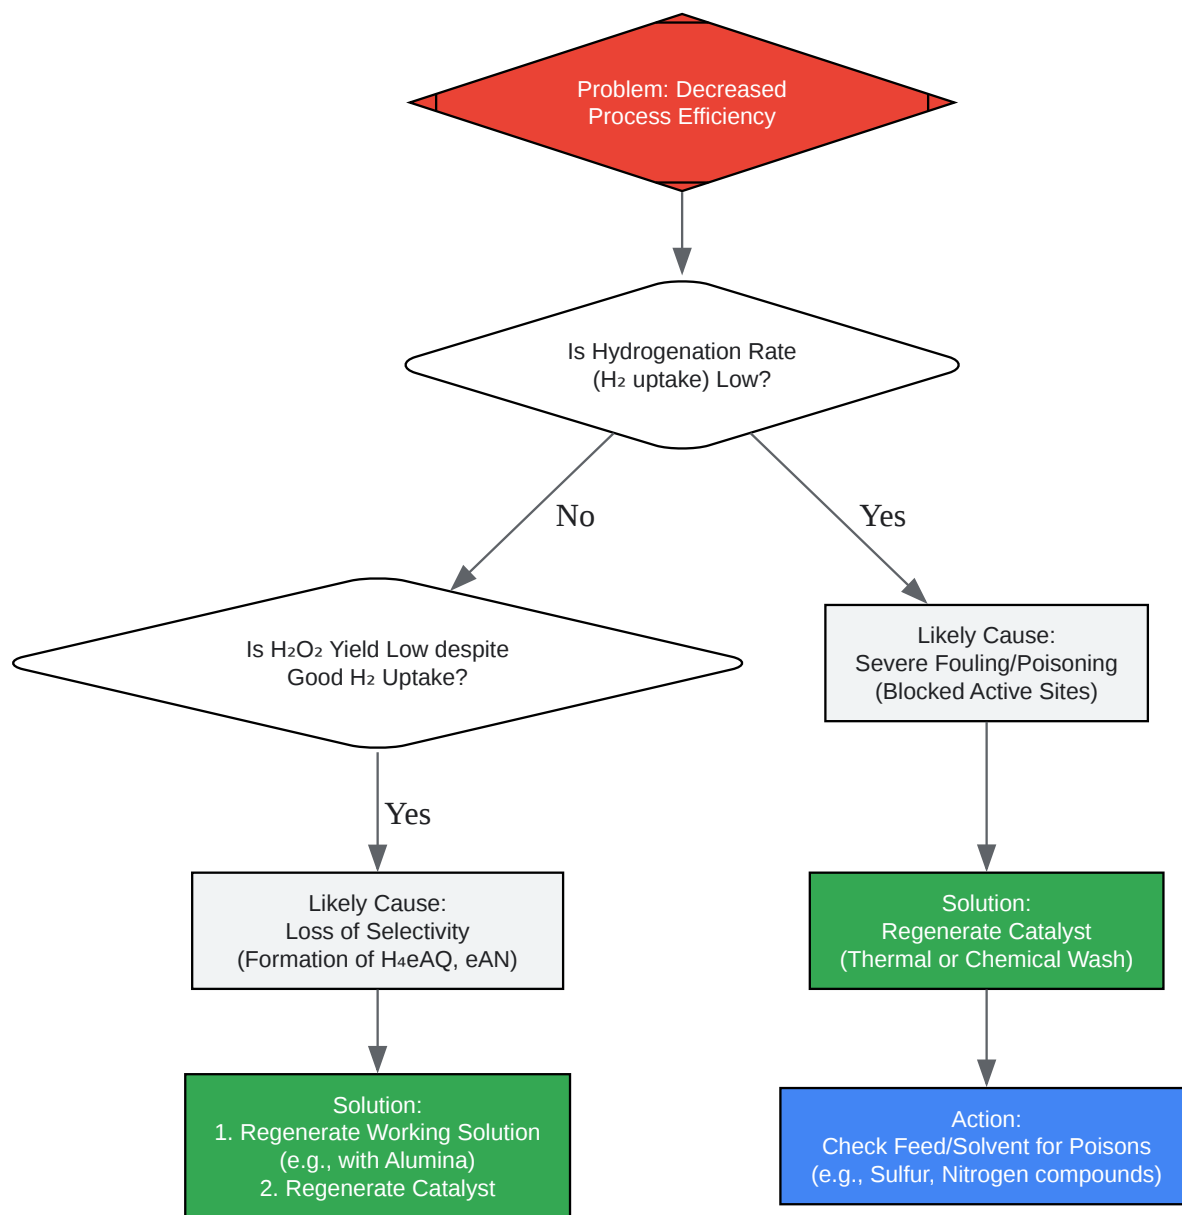 Problem: Decreased
Process Efficiency
Is Hydrogenation Rate
(H₂ uptake) Low?
No
Yes
Is H₂O₂ Yield Low despite
Good H₂ Uptake?
Likely Cause:
Severe Fouling/Poisoning
(Blocked Active Sites)
Yes
Likely Cause:
Loss of Selectivity
(Formation of H₄eAQ, eAN)
Solution:
Regenerate Catalyst
(Thermal or Chemical Wash)
Solution:
1. Regenerate Working Solution
(e.g., with Alumina)
2. Regenerate Catalyst
Action:
Check Feed/Solvent for Poisons
(e.g., Sulfur, Nitrogen compounds)